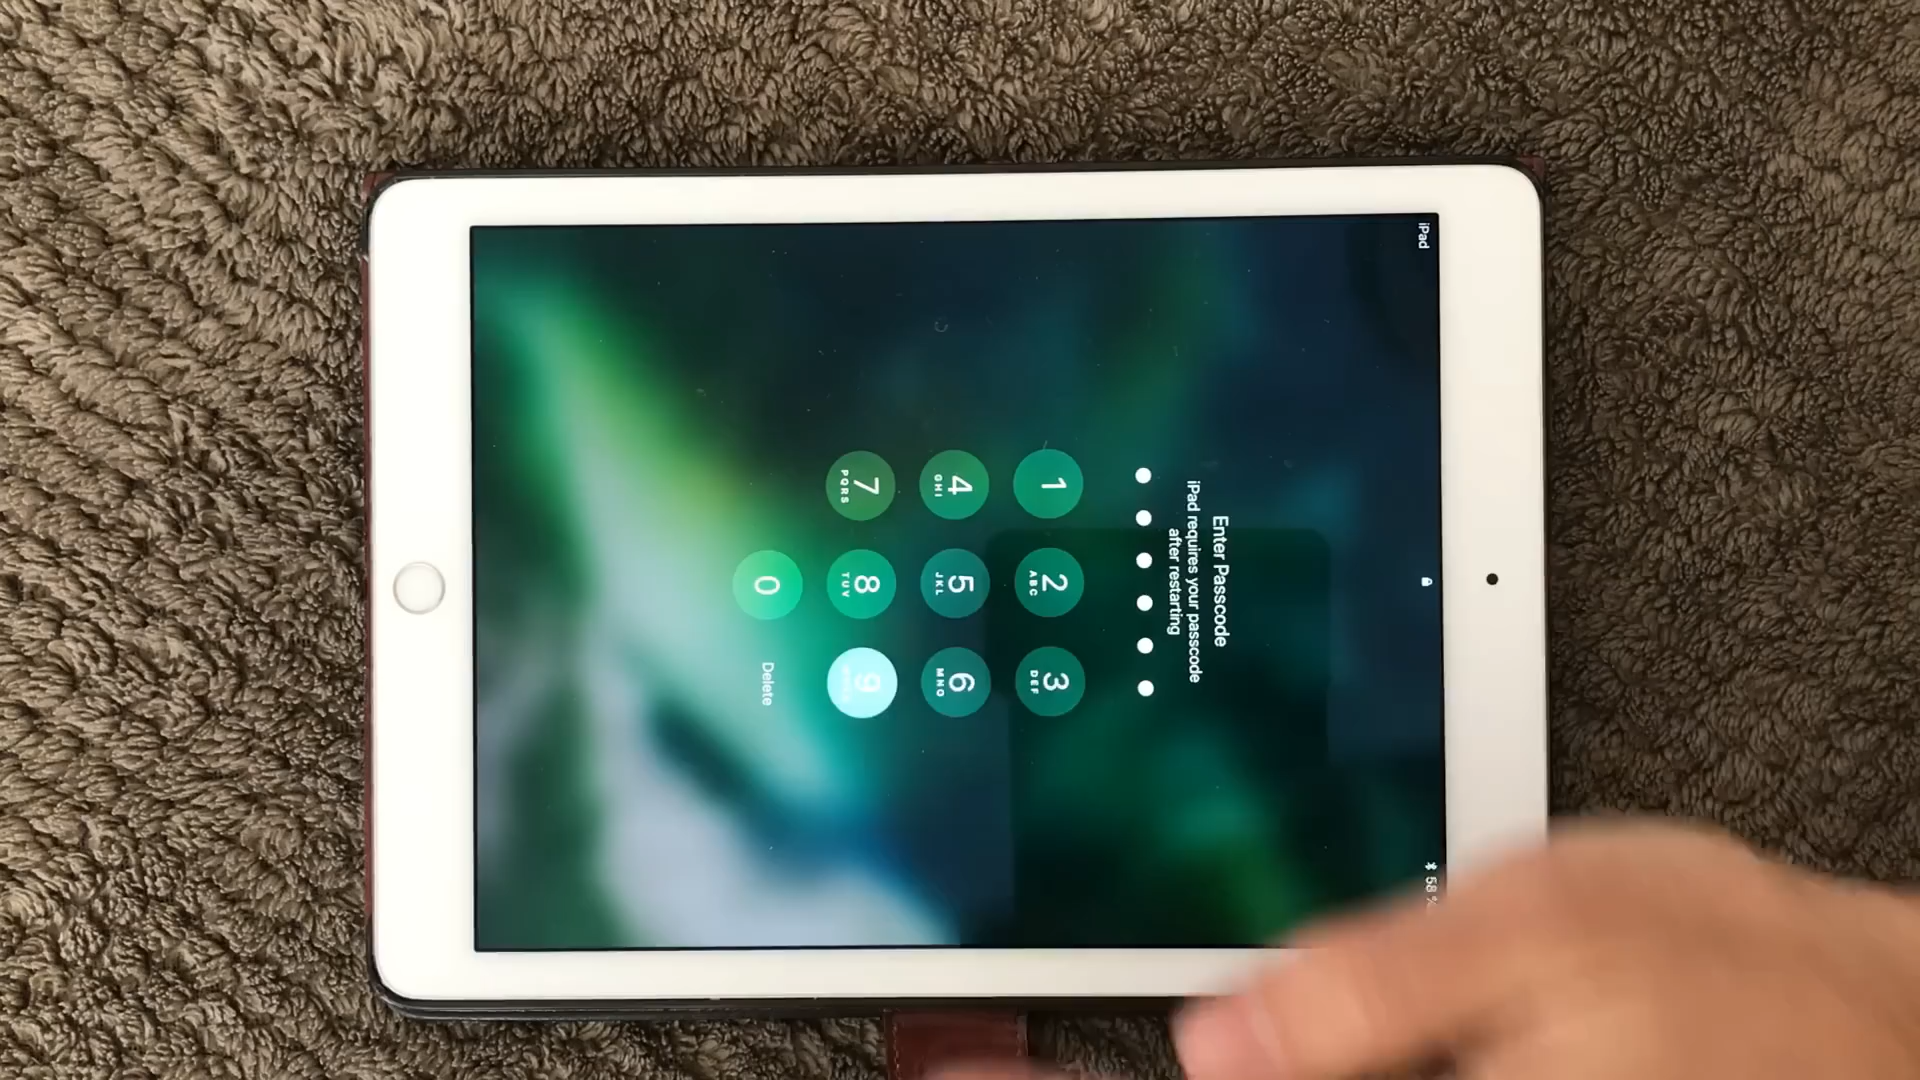 iPad
58 %
Enter Passcode
iPad requires your passcode
after restarting
1
2
ABC
3
DEF
4
GHI
5
JKL
6
MNO
7
PQRS
8
TUV
9
0
Delete